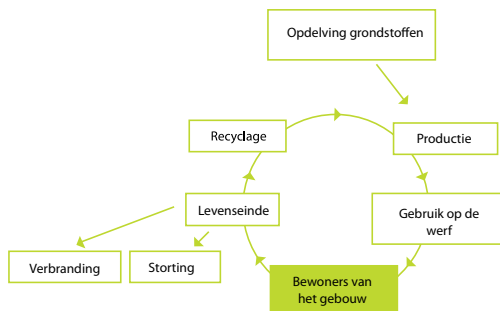 Opdelving grondstoffen
Recyclage
Productie
Levenseinde
Gebruik op de
werf
Verbranding
Storting
Bewoners van
het gebouw